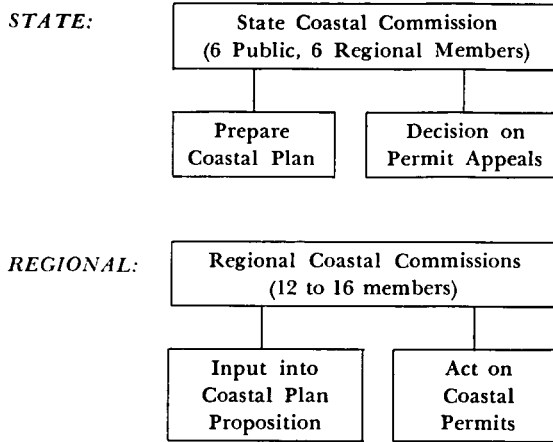 STATE:
State Coastal Commission
(6 Public, 6 Regional Members)
Prepare
Coastal Plan
Decision on
Permit Appeals
REGIONAL:
Regional Coastal Commissions
(12 to 16 members)
Input into
Coastal Plan
Proposition
Act on
Coastal
Permits